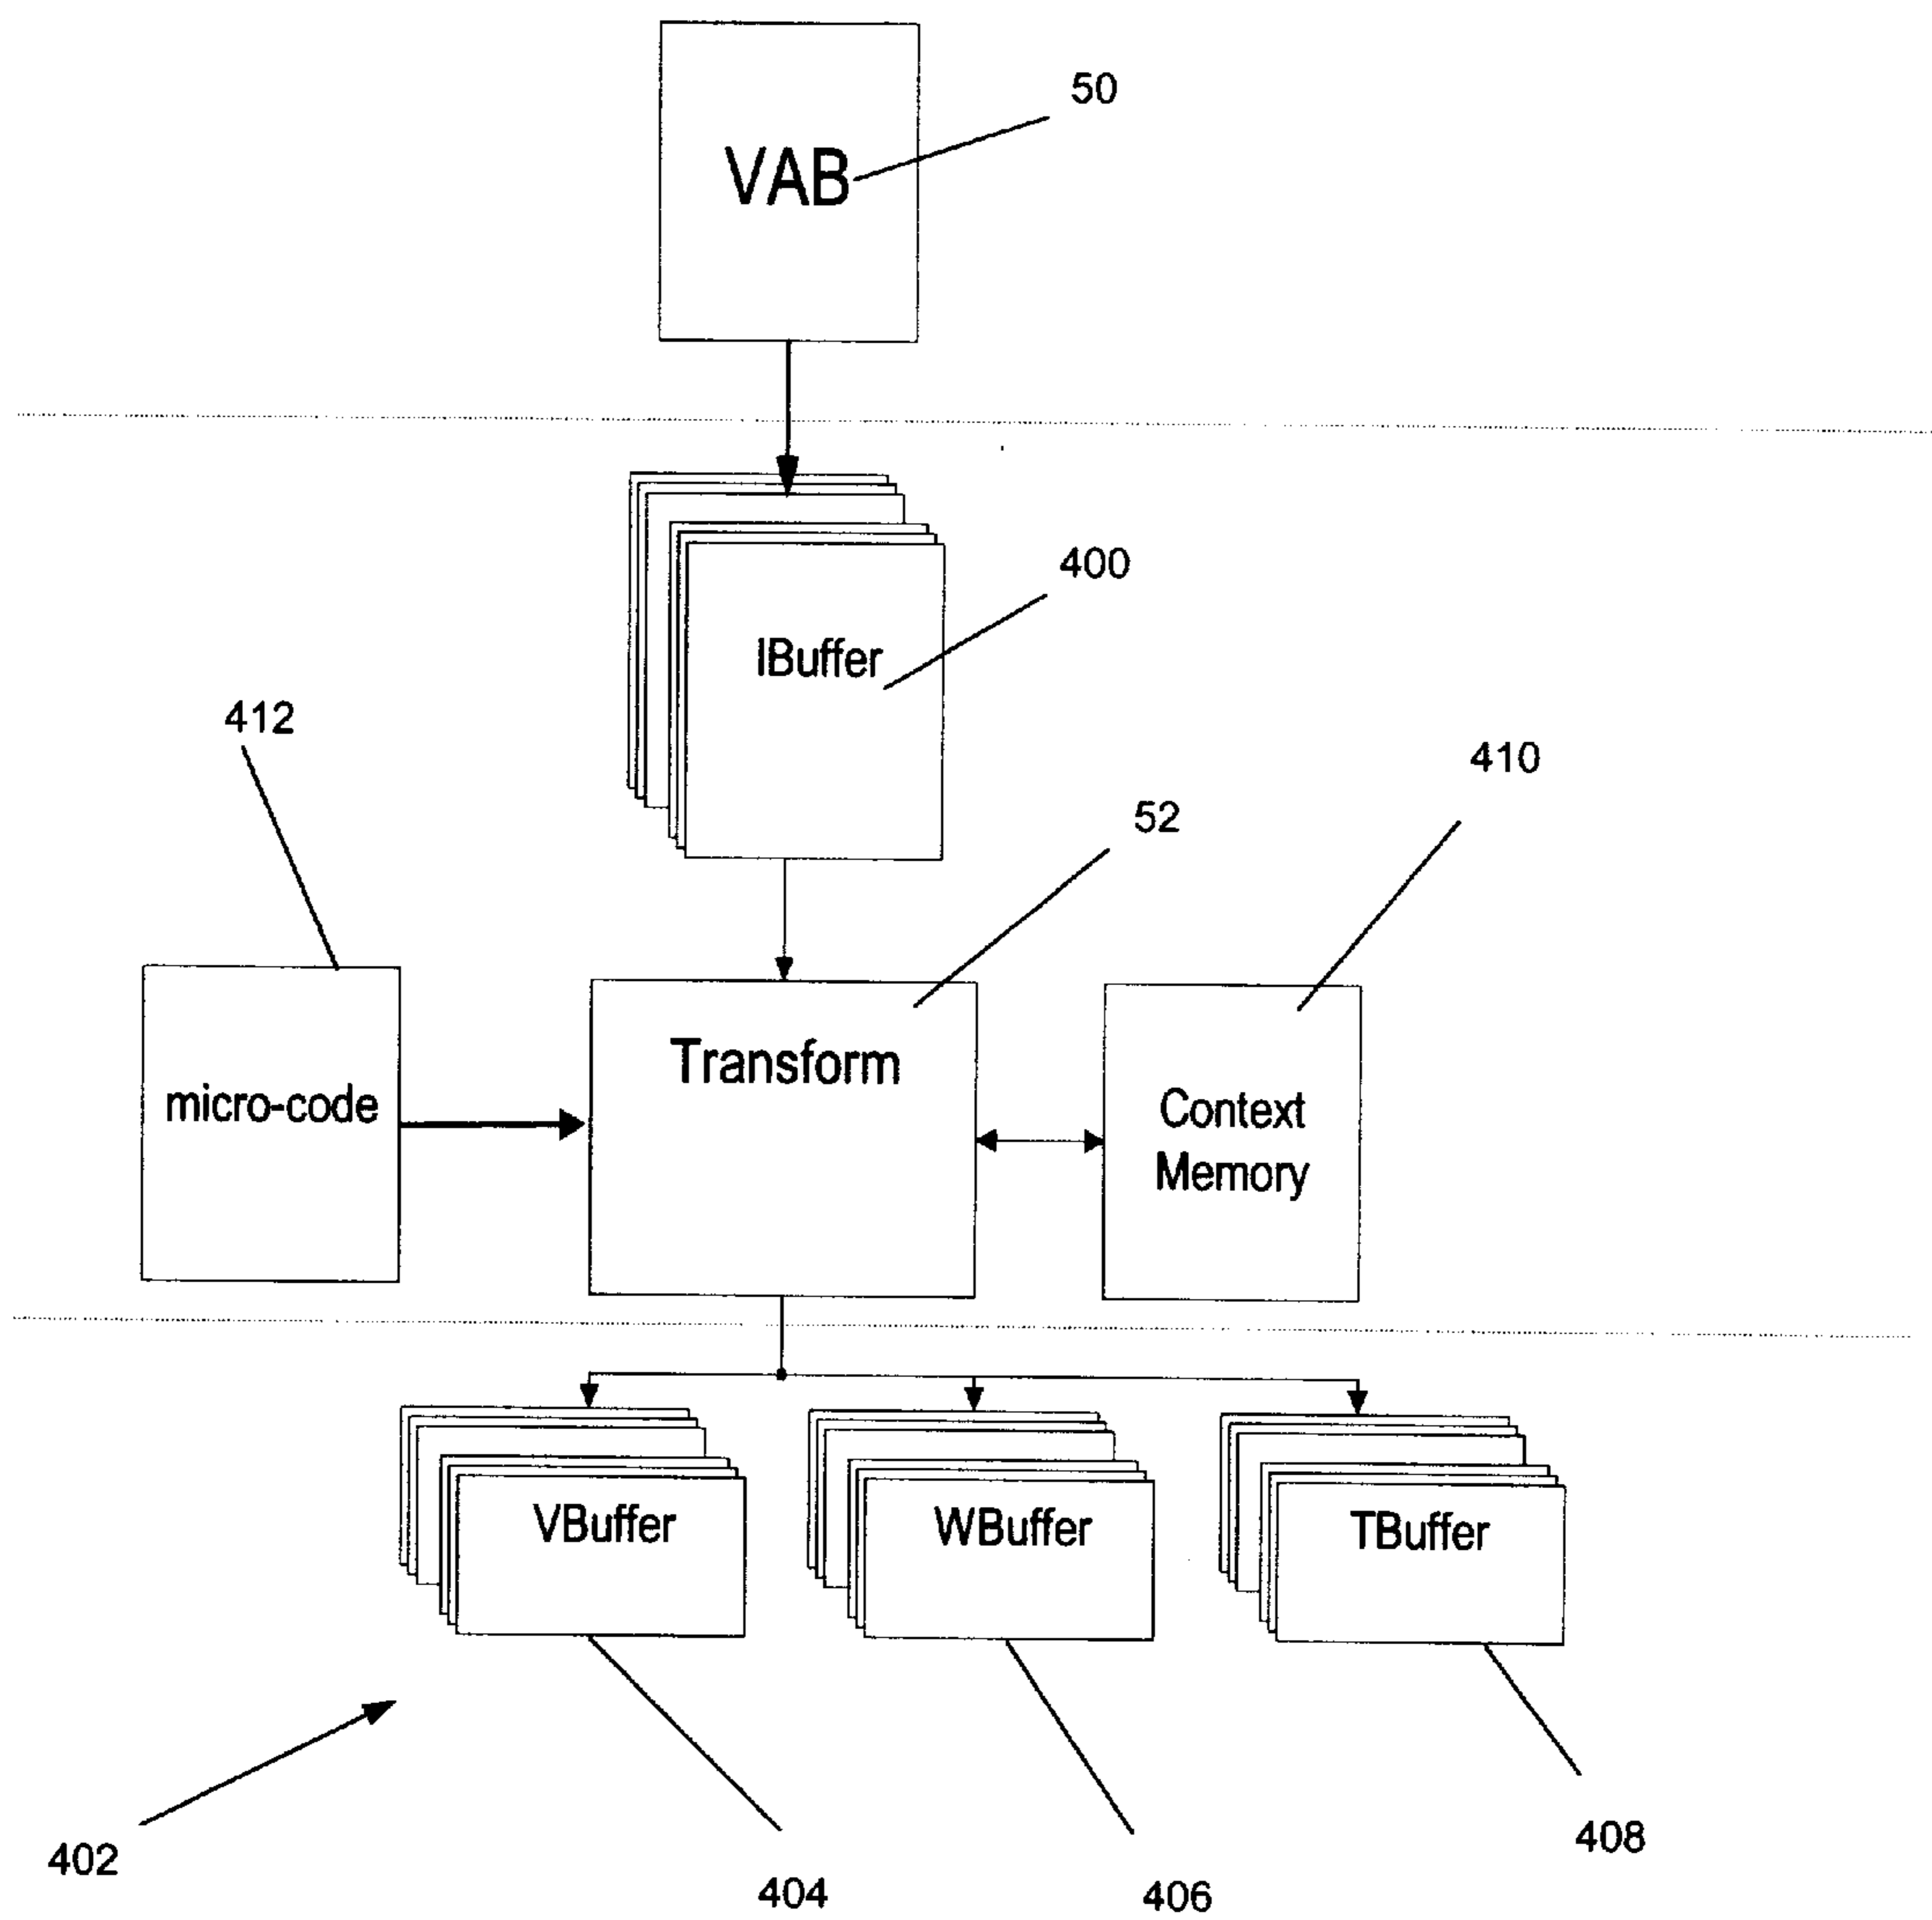 50
VAB
400
IBuffer
412
410
52
Transform
micro-code
Context
Memory
VBuffer
WBuffer
TBuffer
402
404
406
408